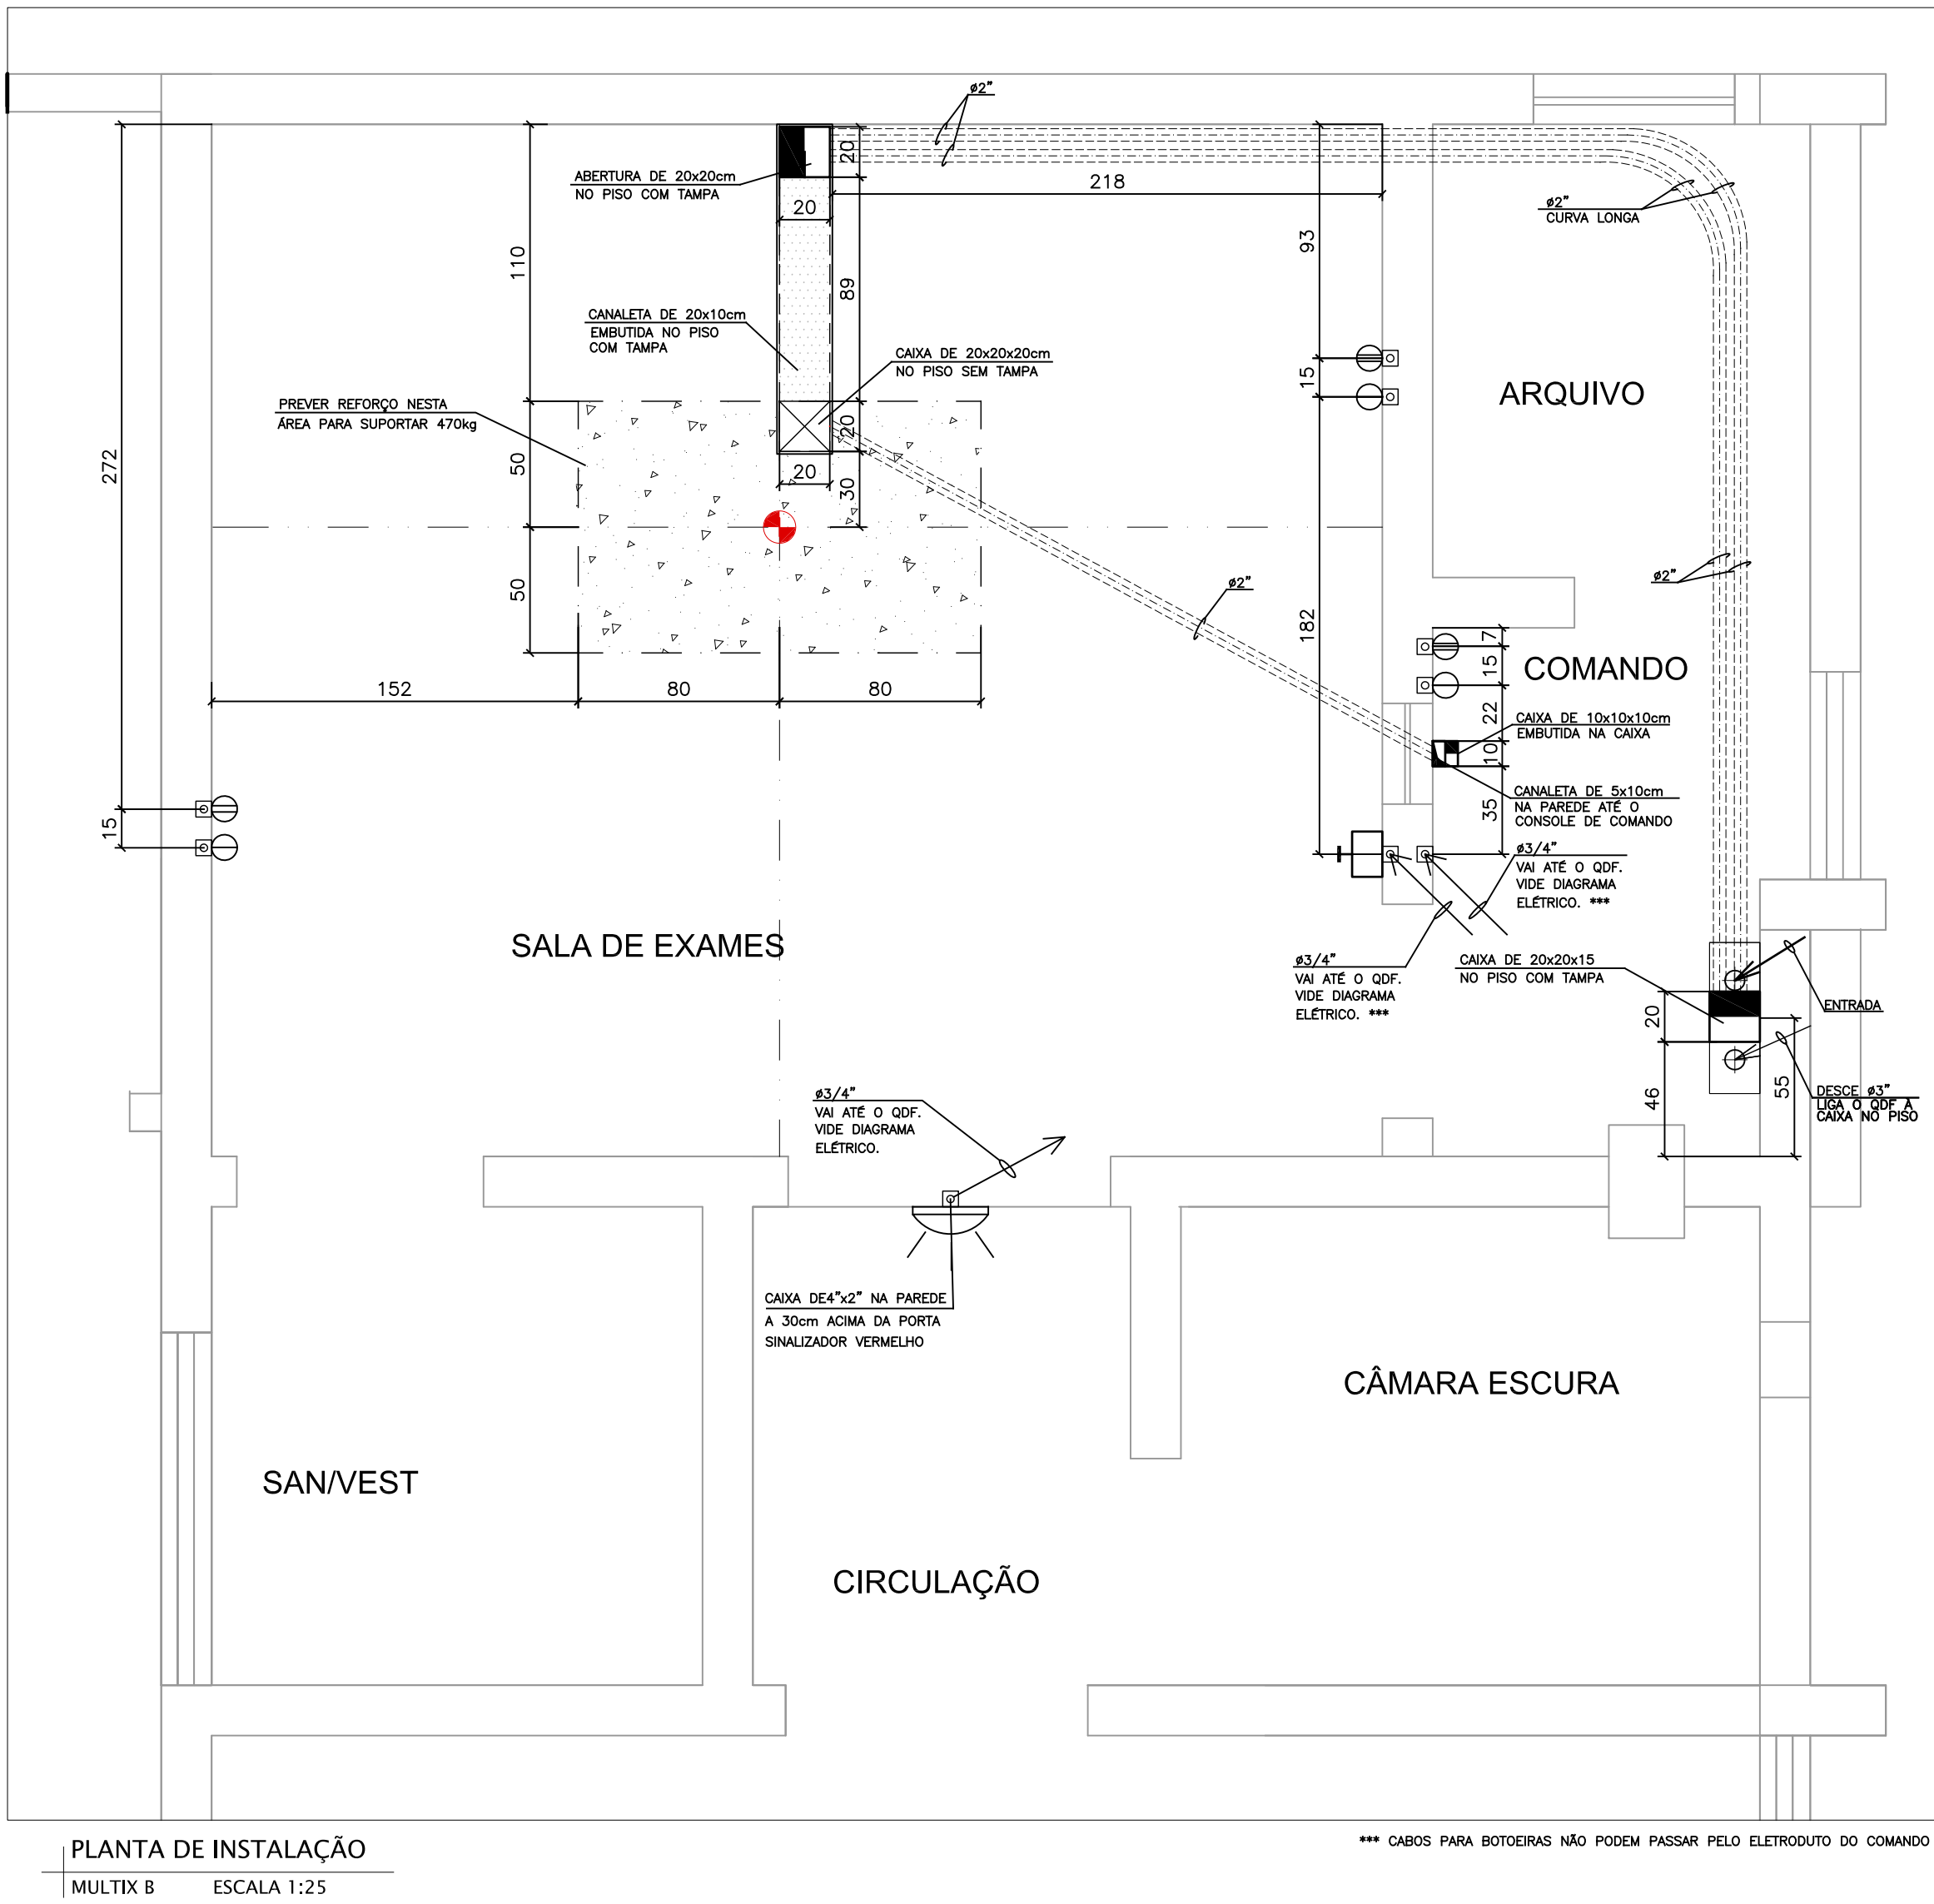 ø2"
ABERTURA DE 20x20cm
NO PISO COM TAMPA
20
218
20
ø2"
CURVA LONGA
93
110
89
CANALETA DE 20x10cm
EMBUTIDA NO PISO
COM TAMPA
CAIXA DE 20x20x20cm
NO PISO SEM TAMPA
15
ARQUIVO
PREVER REFORÇO NESTA
ÁREA PARA SUPORTAR 470kg
20
272
50
20
30
50
ø2"
ø2"
182
7
15
COMANDO
152
80
80
22
CAIXA DE 10x10x10cm
EMBUTIDA NA CAIXA
10
CANALETA DE 5x10cm
NA PAREDE ATÉ O
CONSOLE DE COMANDO
35
15
ø3/4"
VAI ATÉ O QDF.
VIDE DIAGRAMA
ELÉTRICO. ***
SALA DE EXAMES
ø3/4"
VAI ATÉ O QDF.
VIDE DIAGRAMA
ELÉTRICO. ***
CAIXA DE 20x20x15
NO PISO COM TAMPA
ENTRADA
20
46
55
DESCE ø3"
LIGA O QDF A
CAIXA NO PISO
ø3/4"
VAI ATÉ O QDF.
VIDE DIAGRAMA
ELÉTRICO.
CAIXA DE4"x2" NA PAREDE
A 30cm ACIMA DA PORTA
SINALIZADOR VERMELHO
CÂMARA ESCURA
SAN/VEST
CIRCULAÇÃO
PLANTA DE INSTALAÇÃO
MULTIX B ESCALA 1:25
*** CABOS PARA BOTOEIRAS NÃO PODEM PASSAR PELO ELETRODUTO DO COMANDO